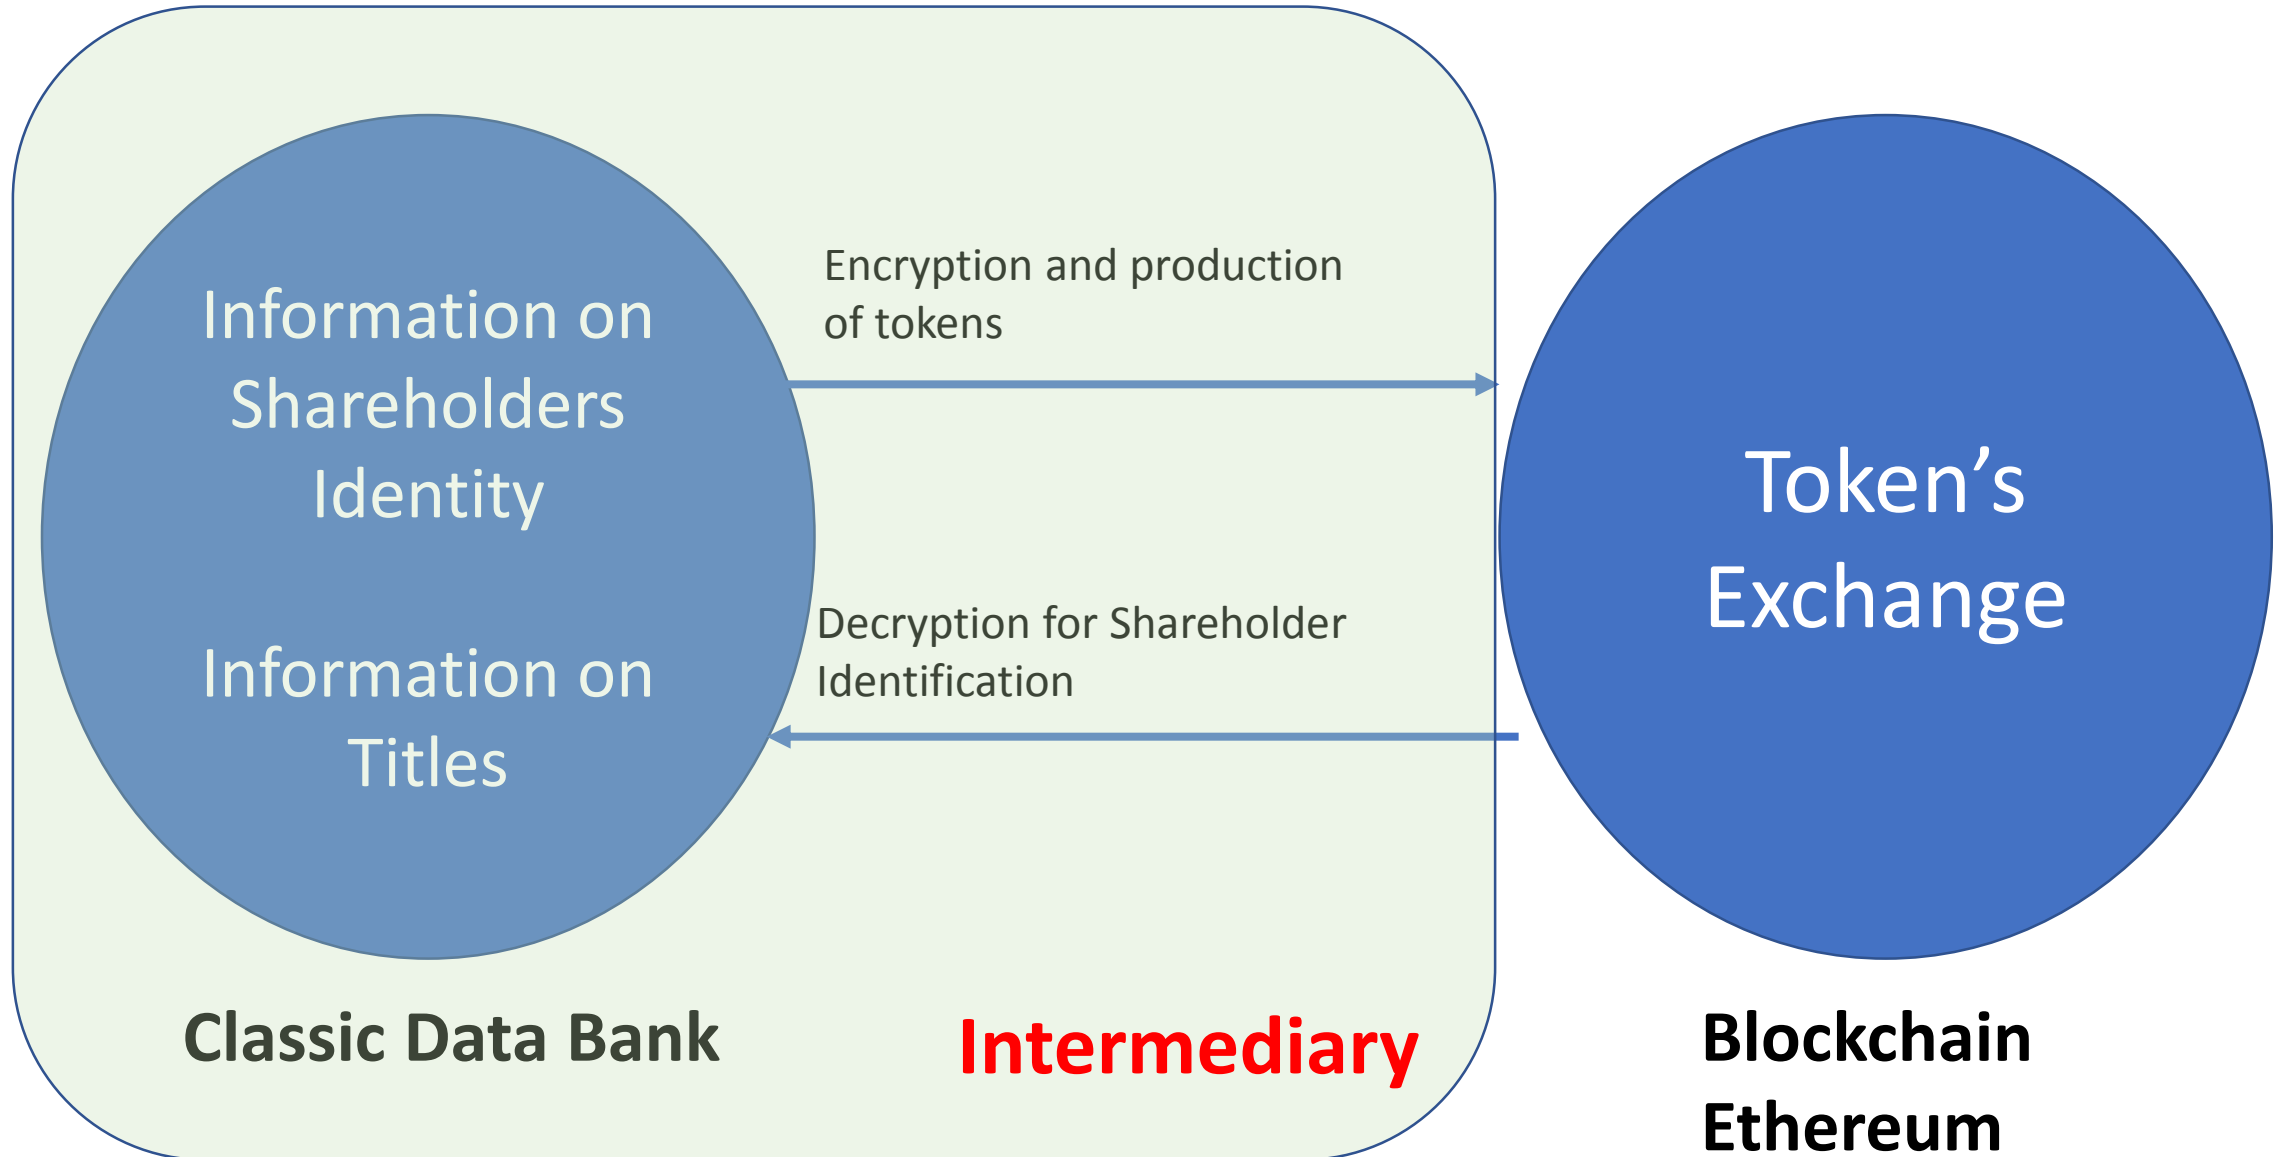 Information on
Shareholders
Identity
Information on
Titles
Encryption and production
of tokens
Decryption for Shareholder
Identification
Token’s
Exchange
Classic Data Bank
Intermediary
Blockchain
Ethereum